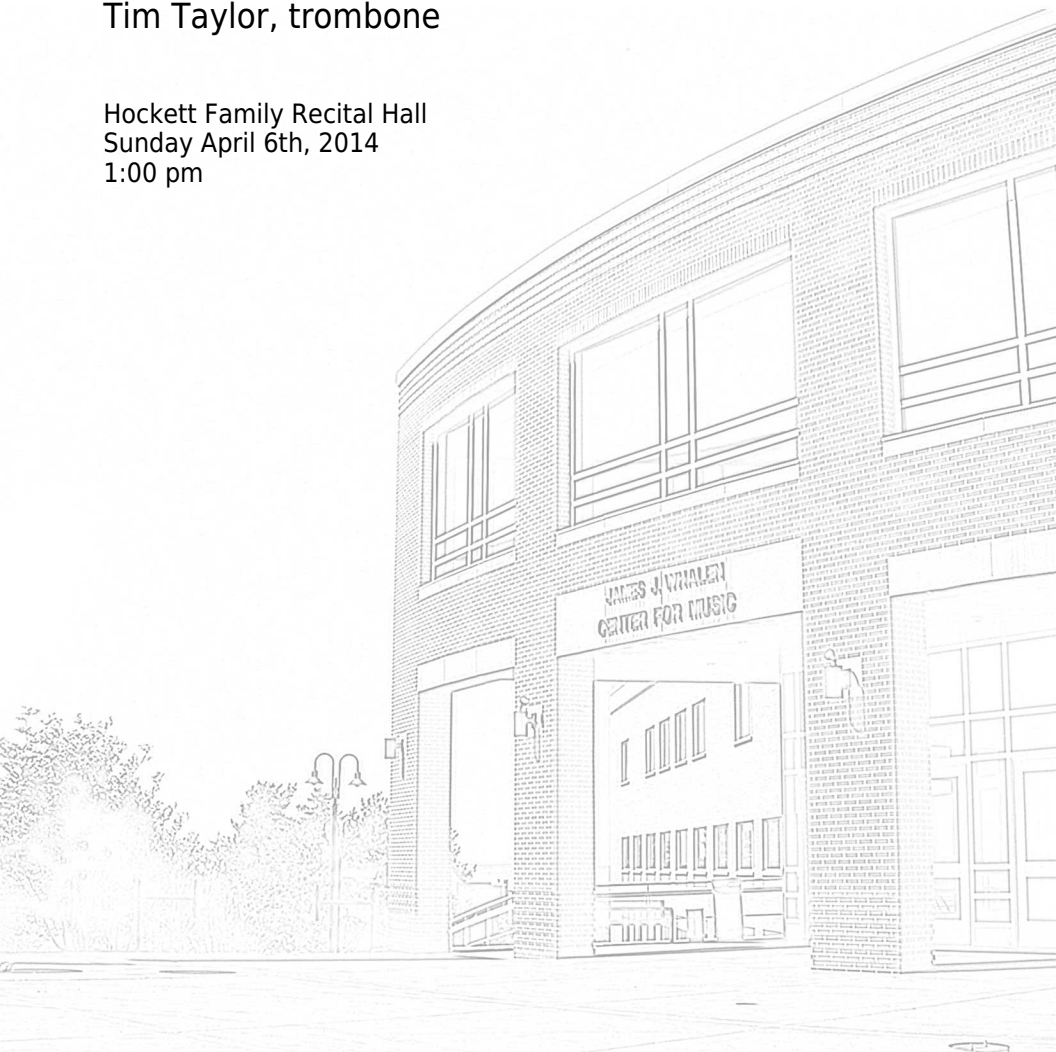 Tim Taylor, trombone
Hockett Family Recital Hall
Sunday April 6th, 2014
1:00 pm
JAMES J. WHALEN
CENTER FOR MUSIC